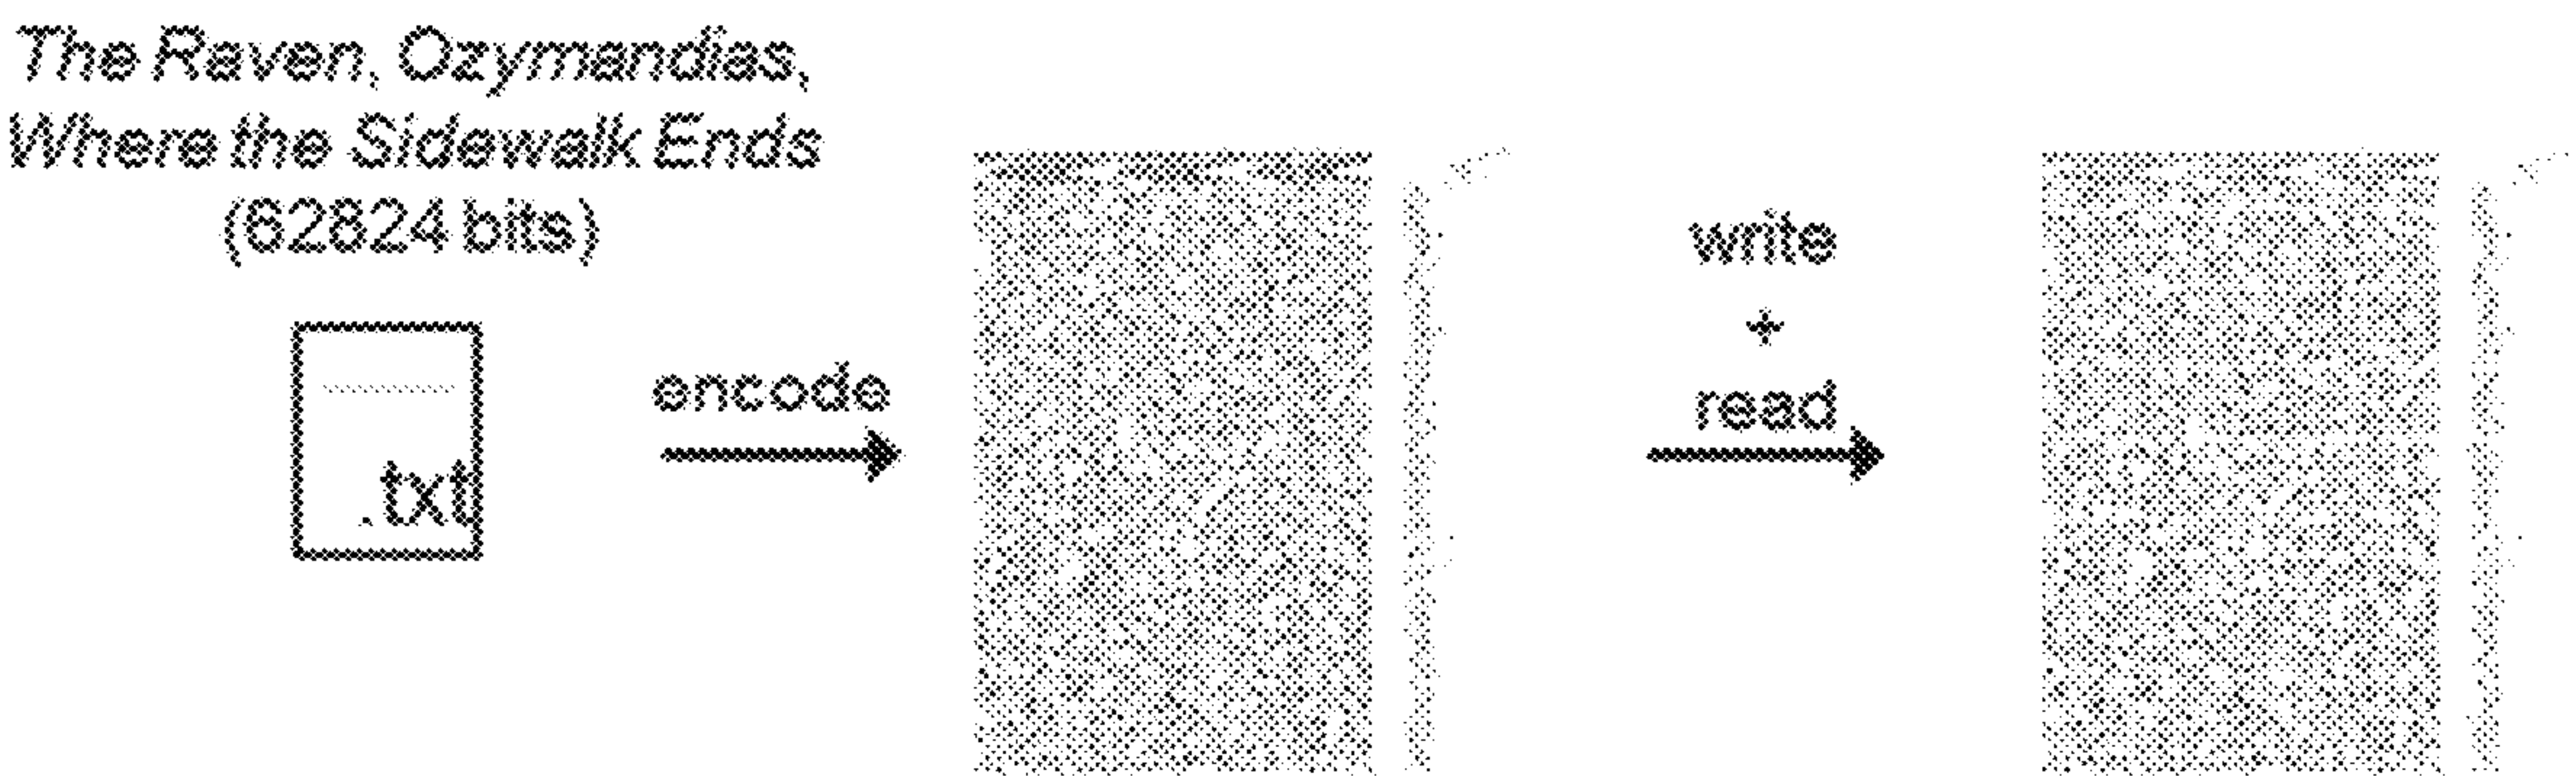 The Raven, Ozymandias,
Where the Sidewalk Ends
(62824 bits)
.txt
encode
write
+
read